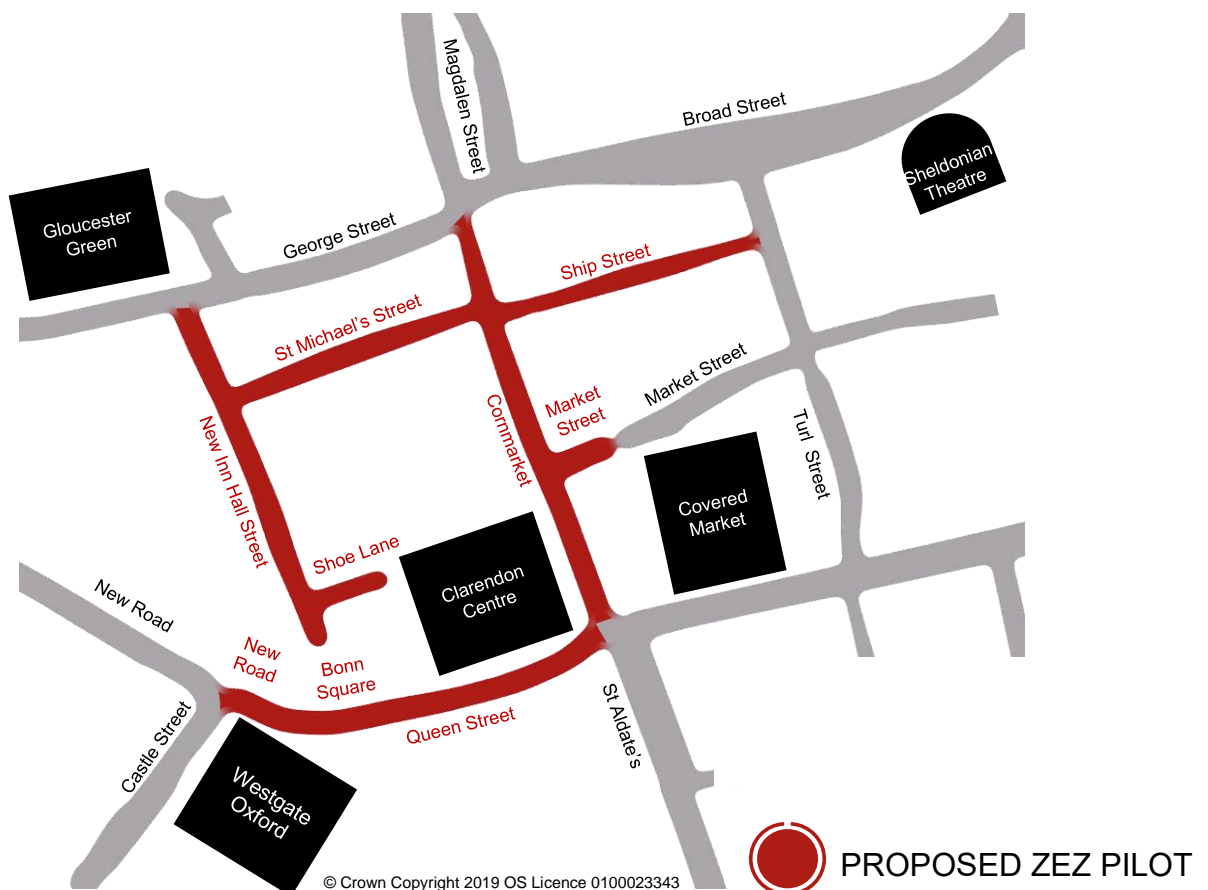 Magdalen Street
Broad Street
Sheldonian
Theatre
Gloucester
Green
George Street
Ship Street
St Michael's Street
Market Street
Market
Street
Cornmarket
Turl Street
New Inn Hall Street
Covered
Market
Shoe Lane
Clarendon
Centre
New Road
New
Road
Bonn
Square
Queen Street
St Aldate's
Castle Street
Westgate
Oxford
PROPOSED ZEZ PILOT
© Crown Copyright 2019 OS Licence 0100023343